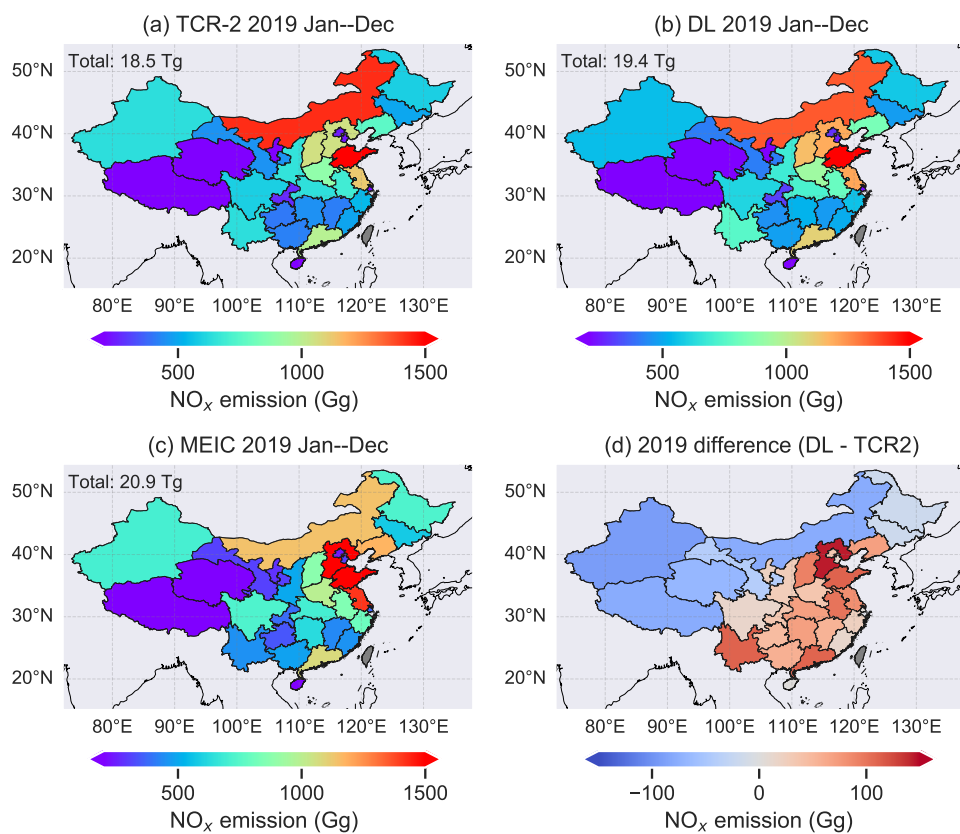 (a) TCR-2 2019 Jan--Dec
Total: 18.5 Tg
50°N
40°N
30°N
20°N
80°E 90°E 100°E 110°E 120°E 130°E
500 1000 1500
NOx emission (Gg)
(b) DL 2019 Jan--Dec
Total: 19.4 Tg
50°N
40°N
30°N
20°N
80°E 90°E 100°E 110°E 120°E 130°E
500 1000 1500
NOx emission (Gg)
(c) MEIC 2019 Jan--Dec
Total: 20.9 Tg
50°N
40°N
30°N
20°N
80°E 90°E 100°E 110°E 120°E 130°E
500 1000 1500
NOx emission (Gg)
(d) 2019 difference (DL - TCR2)
50°N
40°N
30°N
20°N
80°E 90°E 100°E 110°E 120°E 130°E
−100 0 100
NOx emission (Gg)